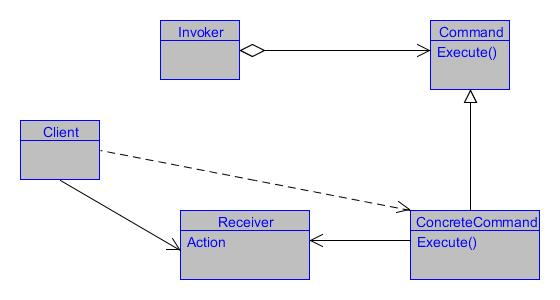 Invoker
Command
Execute()
Client
Receiver
Action
ConcreteCommand
Execute()